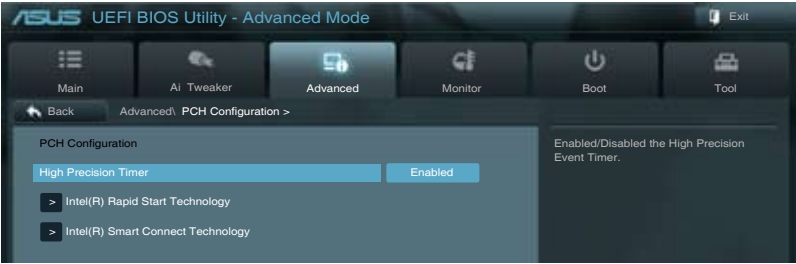 ASUS UEFI BIOS Utility - Advanced Mode
Exit
Main
Ai Tweaker
Advanced
Monitor
Boot
Tool
Back
Advanced\ PCH Configuration >
PCH Configuration
High Precision Timer
Enabled
> Intel(R) Rapid Start Technology
> Intel(R) Smart Connect Technology
Enabled/Disabled the High Precision
Event Timer.